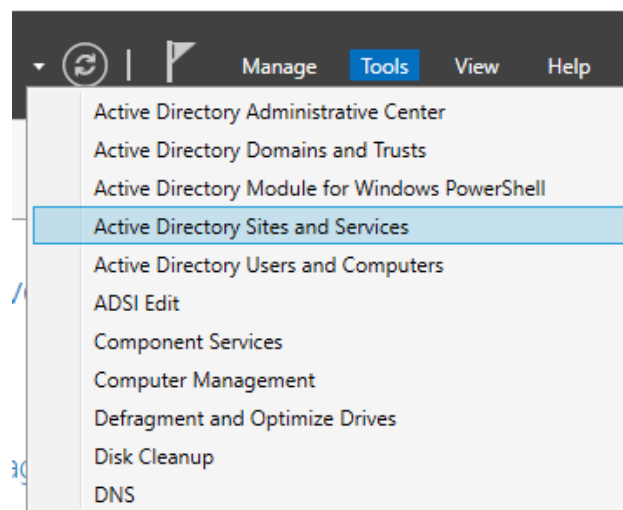 Manage Tools View Help
Active Directory Administrative Center
Active Directory Domains and Trusts
Active Directory Module for Windows PowerShell
Active Directory Sites and Services
Active Directory Users and Computers
ADSI Edit
Component Services
Computer Management
Defragment and Optimize Drives
Disk Cleanup
DNS